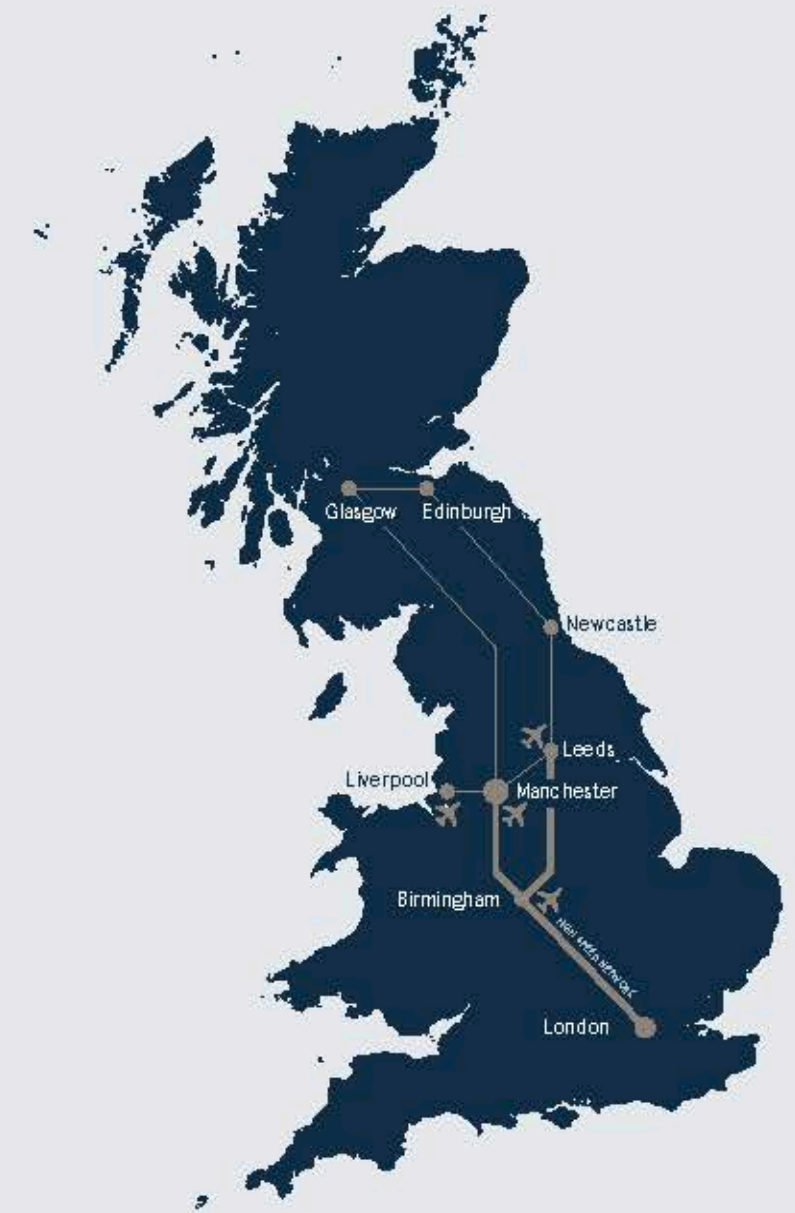 Glasgow
Edinburgh
Newcastle
Leeds
Liverpool
Manchester
Birmingham
HIGH SPEED NETWORK
London